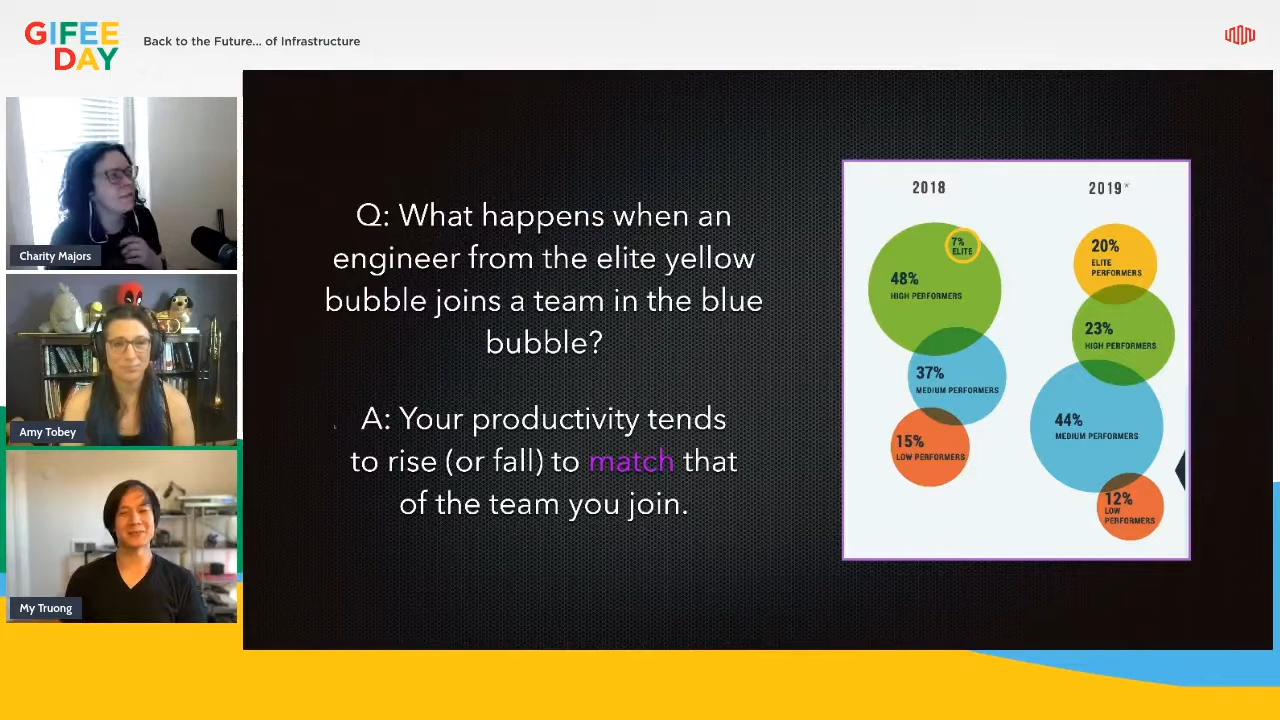 GIFEE
DAY
Back to the Future... of Infrastructure
Charity Majors
Amy Tobey
My Truong
Q: What happens when an
engineer from the elite yellow
bubble joins a team in the blue
bubble?
A: Your productivity tends
to rise (or fall) to match that
of the team you join.
2018
7%
ELITE
48%
HIGH PERFORMERS
37%
MEDIUM PERFORMERS
15%
LOW PERFORMERS
2019*
20%
ELITE
PERFORMERS
23%
HIGH PERFORMERS
44%
MEDIUM PERFORMERS
12%
LOW
PERFORMERS